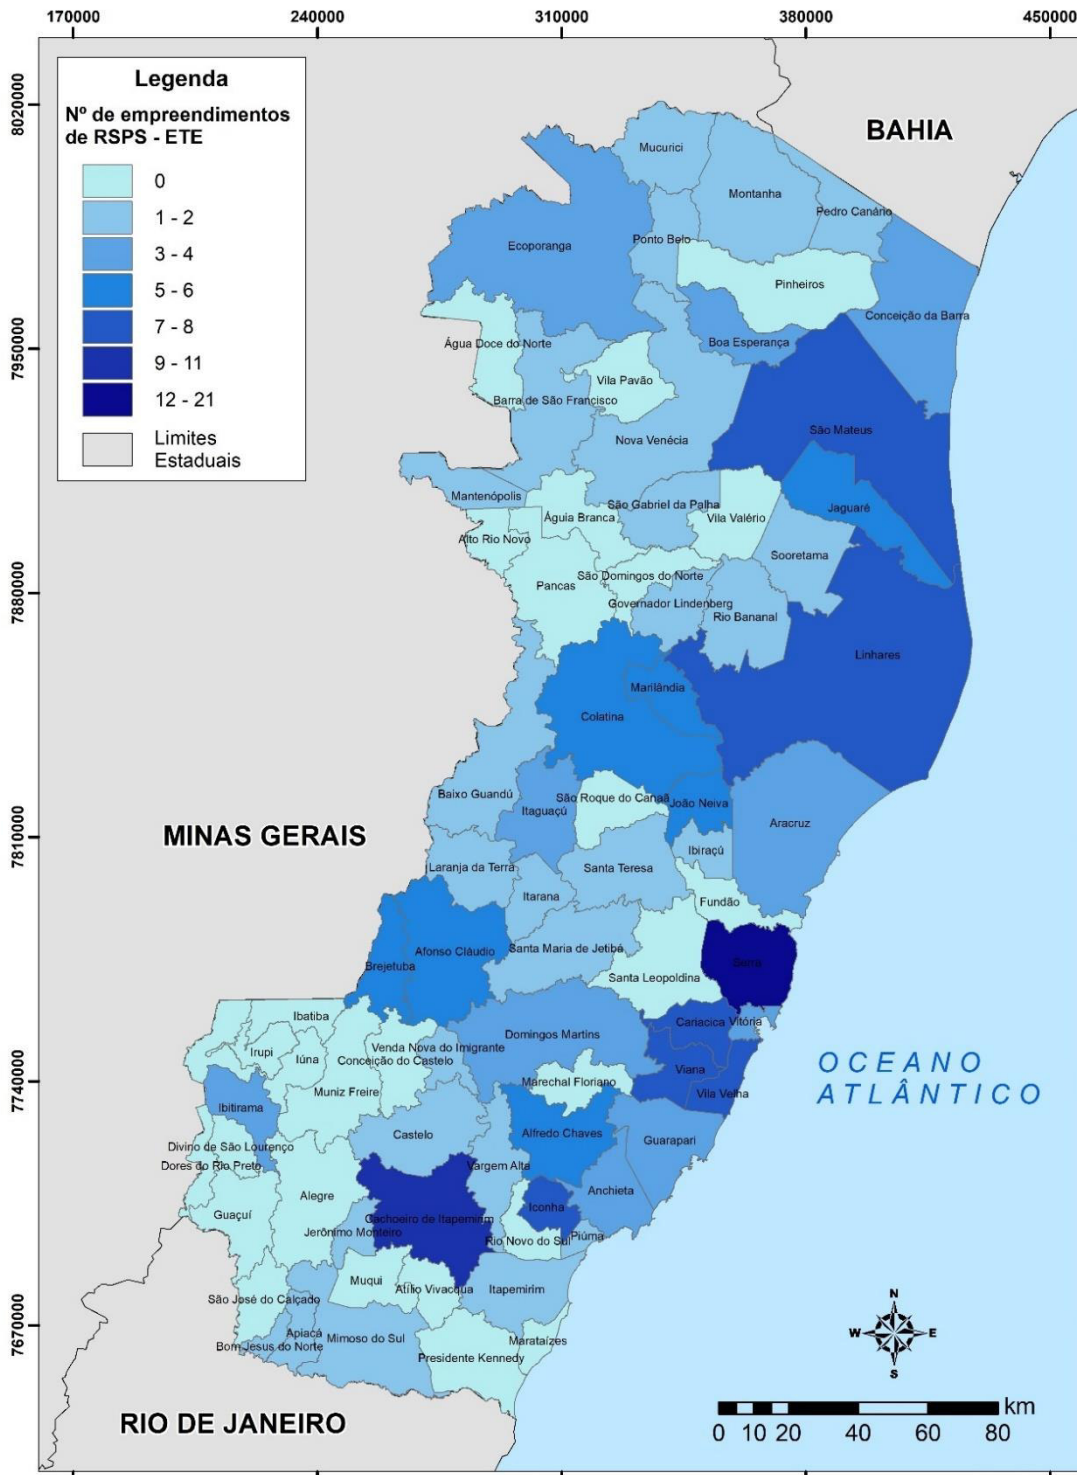 170000 240000 310000 380000 450000
8020000
7950000
7880000
7810000
7740000
7670000
Legenda
Nº de empreendimentos
de RSPS - ETE
0
1 - 2
3 - 4
5 - 6
7 - 8
9 - 11
12 - 21
Limites
Estaduais
BAHIA
MINAS GERAIS
RIO DE JANEIRO
OCEANO
ATLÂNTICO
Mucurici
Montanha
Pedro Canário
Ponto Belo
Ecoporanga
Pinheiros
Conceição da Barra
Água Doce do Norte
Boa Esperança
Vila Pavão
Barra de São Francisco
São Mateus
Nova Venécia
Mantenópolis
São Gabriel da Palha
Jaguaré
Águia Branca
Vila Valério
Alto Rio Novo
Sooretama
São Domingos do Norte
Pancas
Governador Lindenberg
Rio Bananal
Linhares
Marilândia
Colatina
Baixo Guandú
São Roque do Canaã
João Neiva
Itaguaçú
Aracruz
Ibiraçú
Laranja da Terra
Santa Teresa
Itarana
Fundão
Afonso Cláudio
Santa Maria de Jetibá
Brejetuba
Serra
Santa Leopoldina
Ibatiba
Cariacica
Vitória
Domingos Martins
Venda Nova do Imigrante
Irupi
Iúna
Conceição do Castelo
Viana
Marechal Floriano
Muniz Freire
Vila Velha
Ibitirama
Castelo
Alfredo Chaves
Guarapari
Divino de São Lourenço
Dores do Rio Preto
Vargem Alta
Anchieta
Alegre
Iconha
Guaçuí
Cachoeiro de Itapemirim
Jerônimo Monteiro
Rio Novo do Sul
Piúma
Muqui
Atílio Vivacqua
Itapemirim
São José do Calçado
Apiacá
Mimoso do Sul
Marataízes
Bom Jesus do Norte
Presidente Kennedy
N
W E
S
0 10 20 40 60 80 km